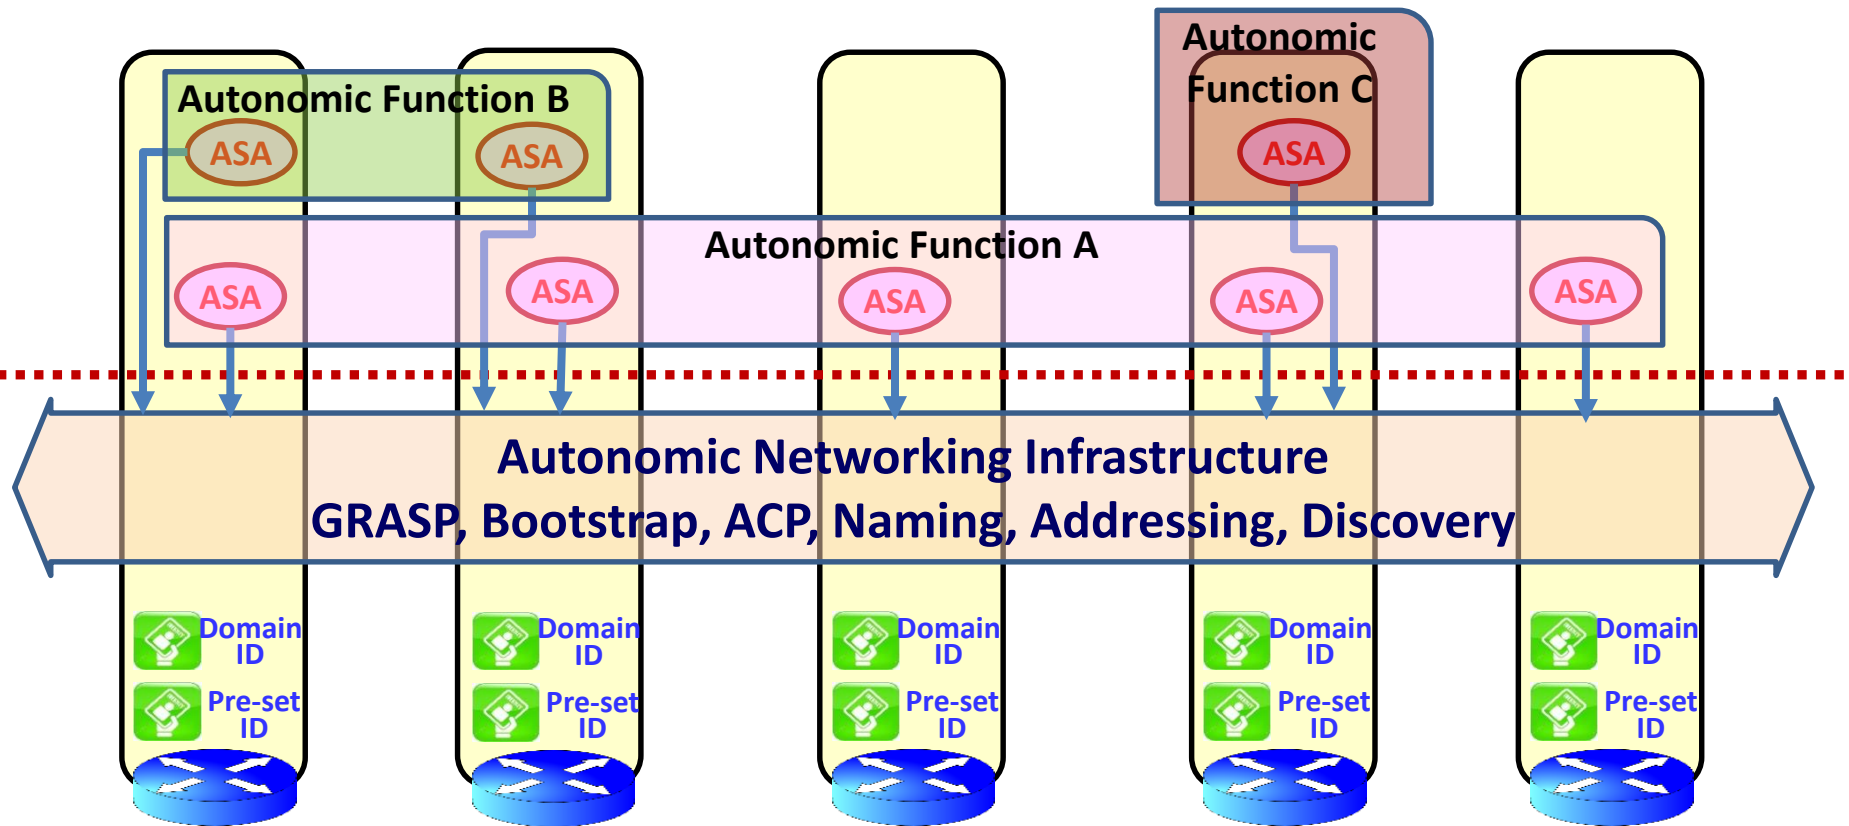 Autonomic
Function C
Autonomic Function B
ASA
ASA
ASA
Autonomic Function A
ASA
ASA
ASA
ASA
ASA
Autonomic Networking Infrastructure
GRASP, Bootstrap, ACP, Naming, Addressing, Discovery
Domain
ID
Domain
ID
Domain
ID
Domain
ID
Domain
ID
Pre-set
ID
Pre-set
ID
Pre-set
ID
Pre-set
ID
Pre-set
ID